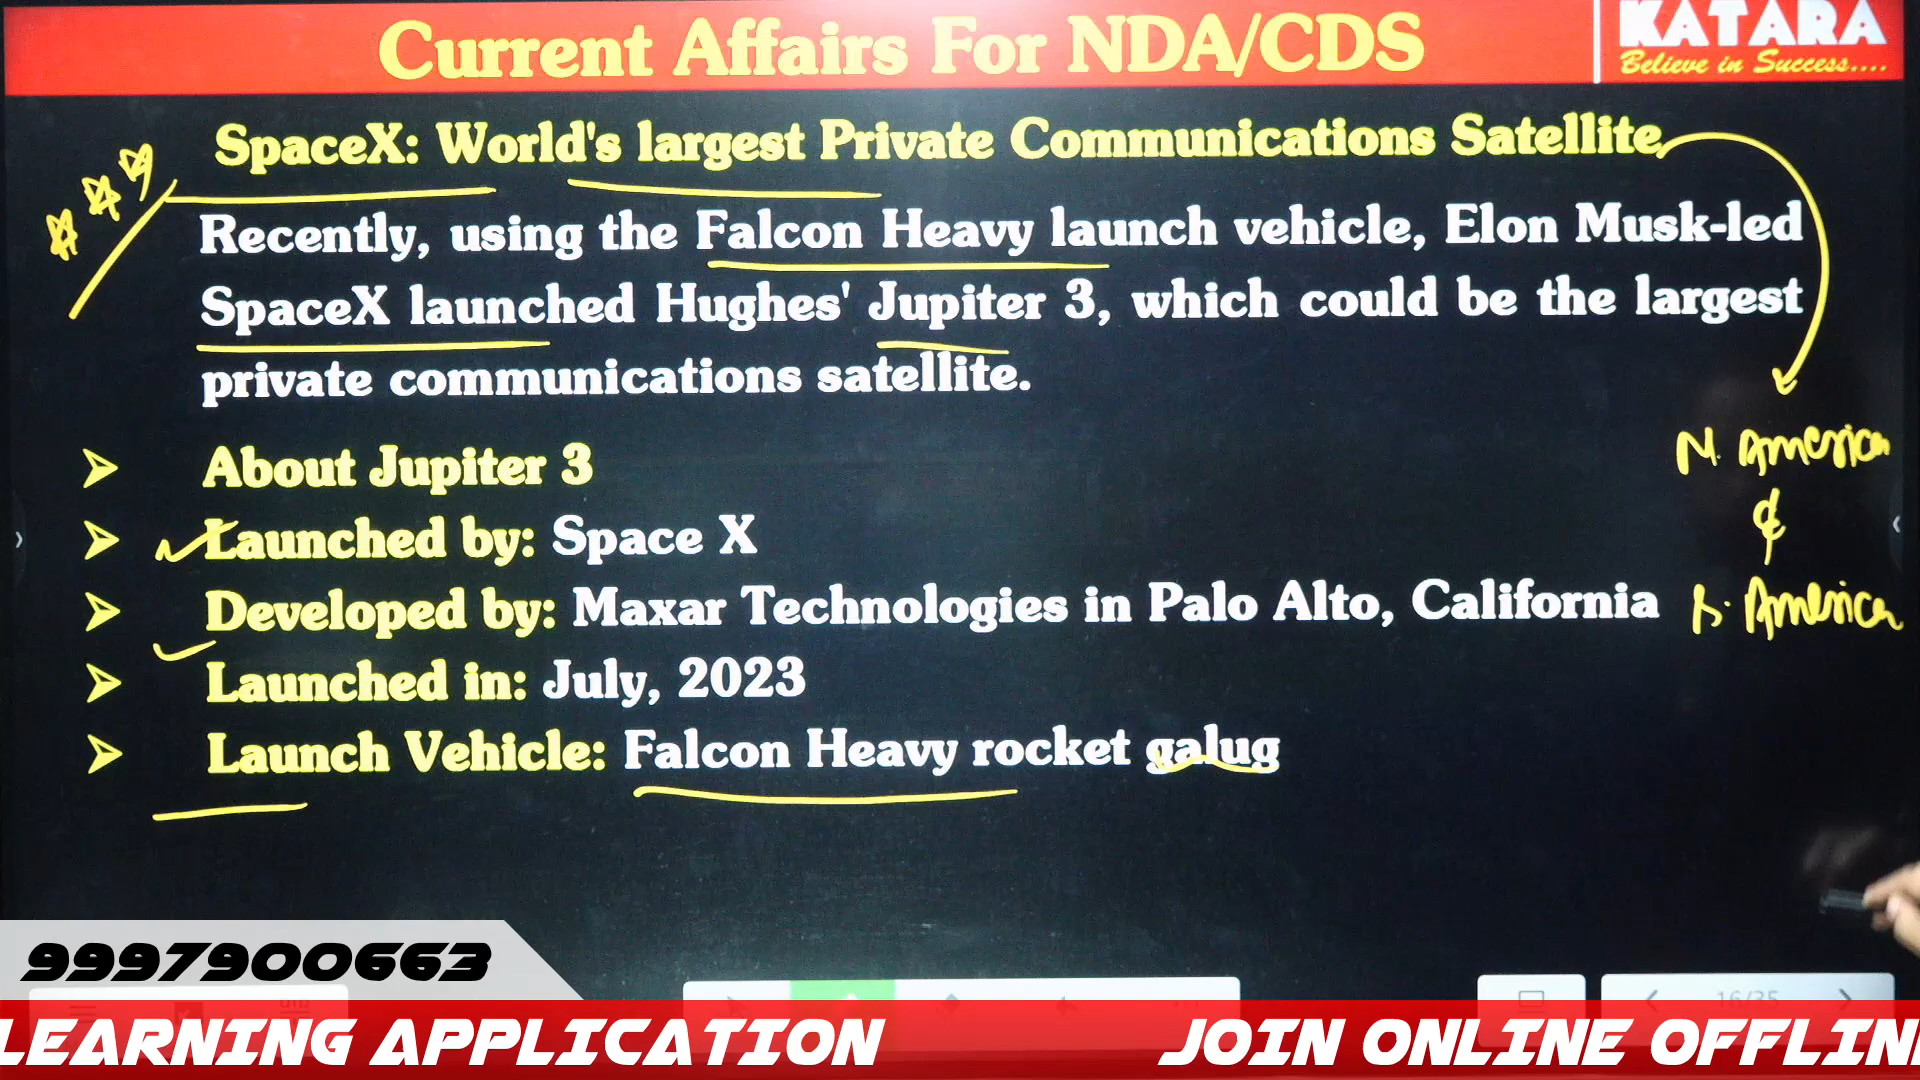 Current Affairs For NDA/CDS
KATARA
Believe in Success....
SpaceX: World's largest Private Communications Satellite
Recently, using the Falcon Heavy launch vehicle, Elon Musk-led
SpaceX launched Hughes' Jupiter 3, which could be the largest
private communications satellite.
N. America
&
S. America
➢ About Jupiter 3
➢ Launched by: Space X
➢ Developed by: Maxar Technologies in Palo Alto, California
➢ Launched in: July, 2023
➢ Launch Vehicle: Falcon Heavy rocket galug
9997900663
16/35
LEARNING APPLICATION
JOIN ONLINE OFFLIN